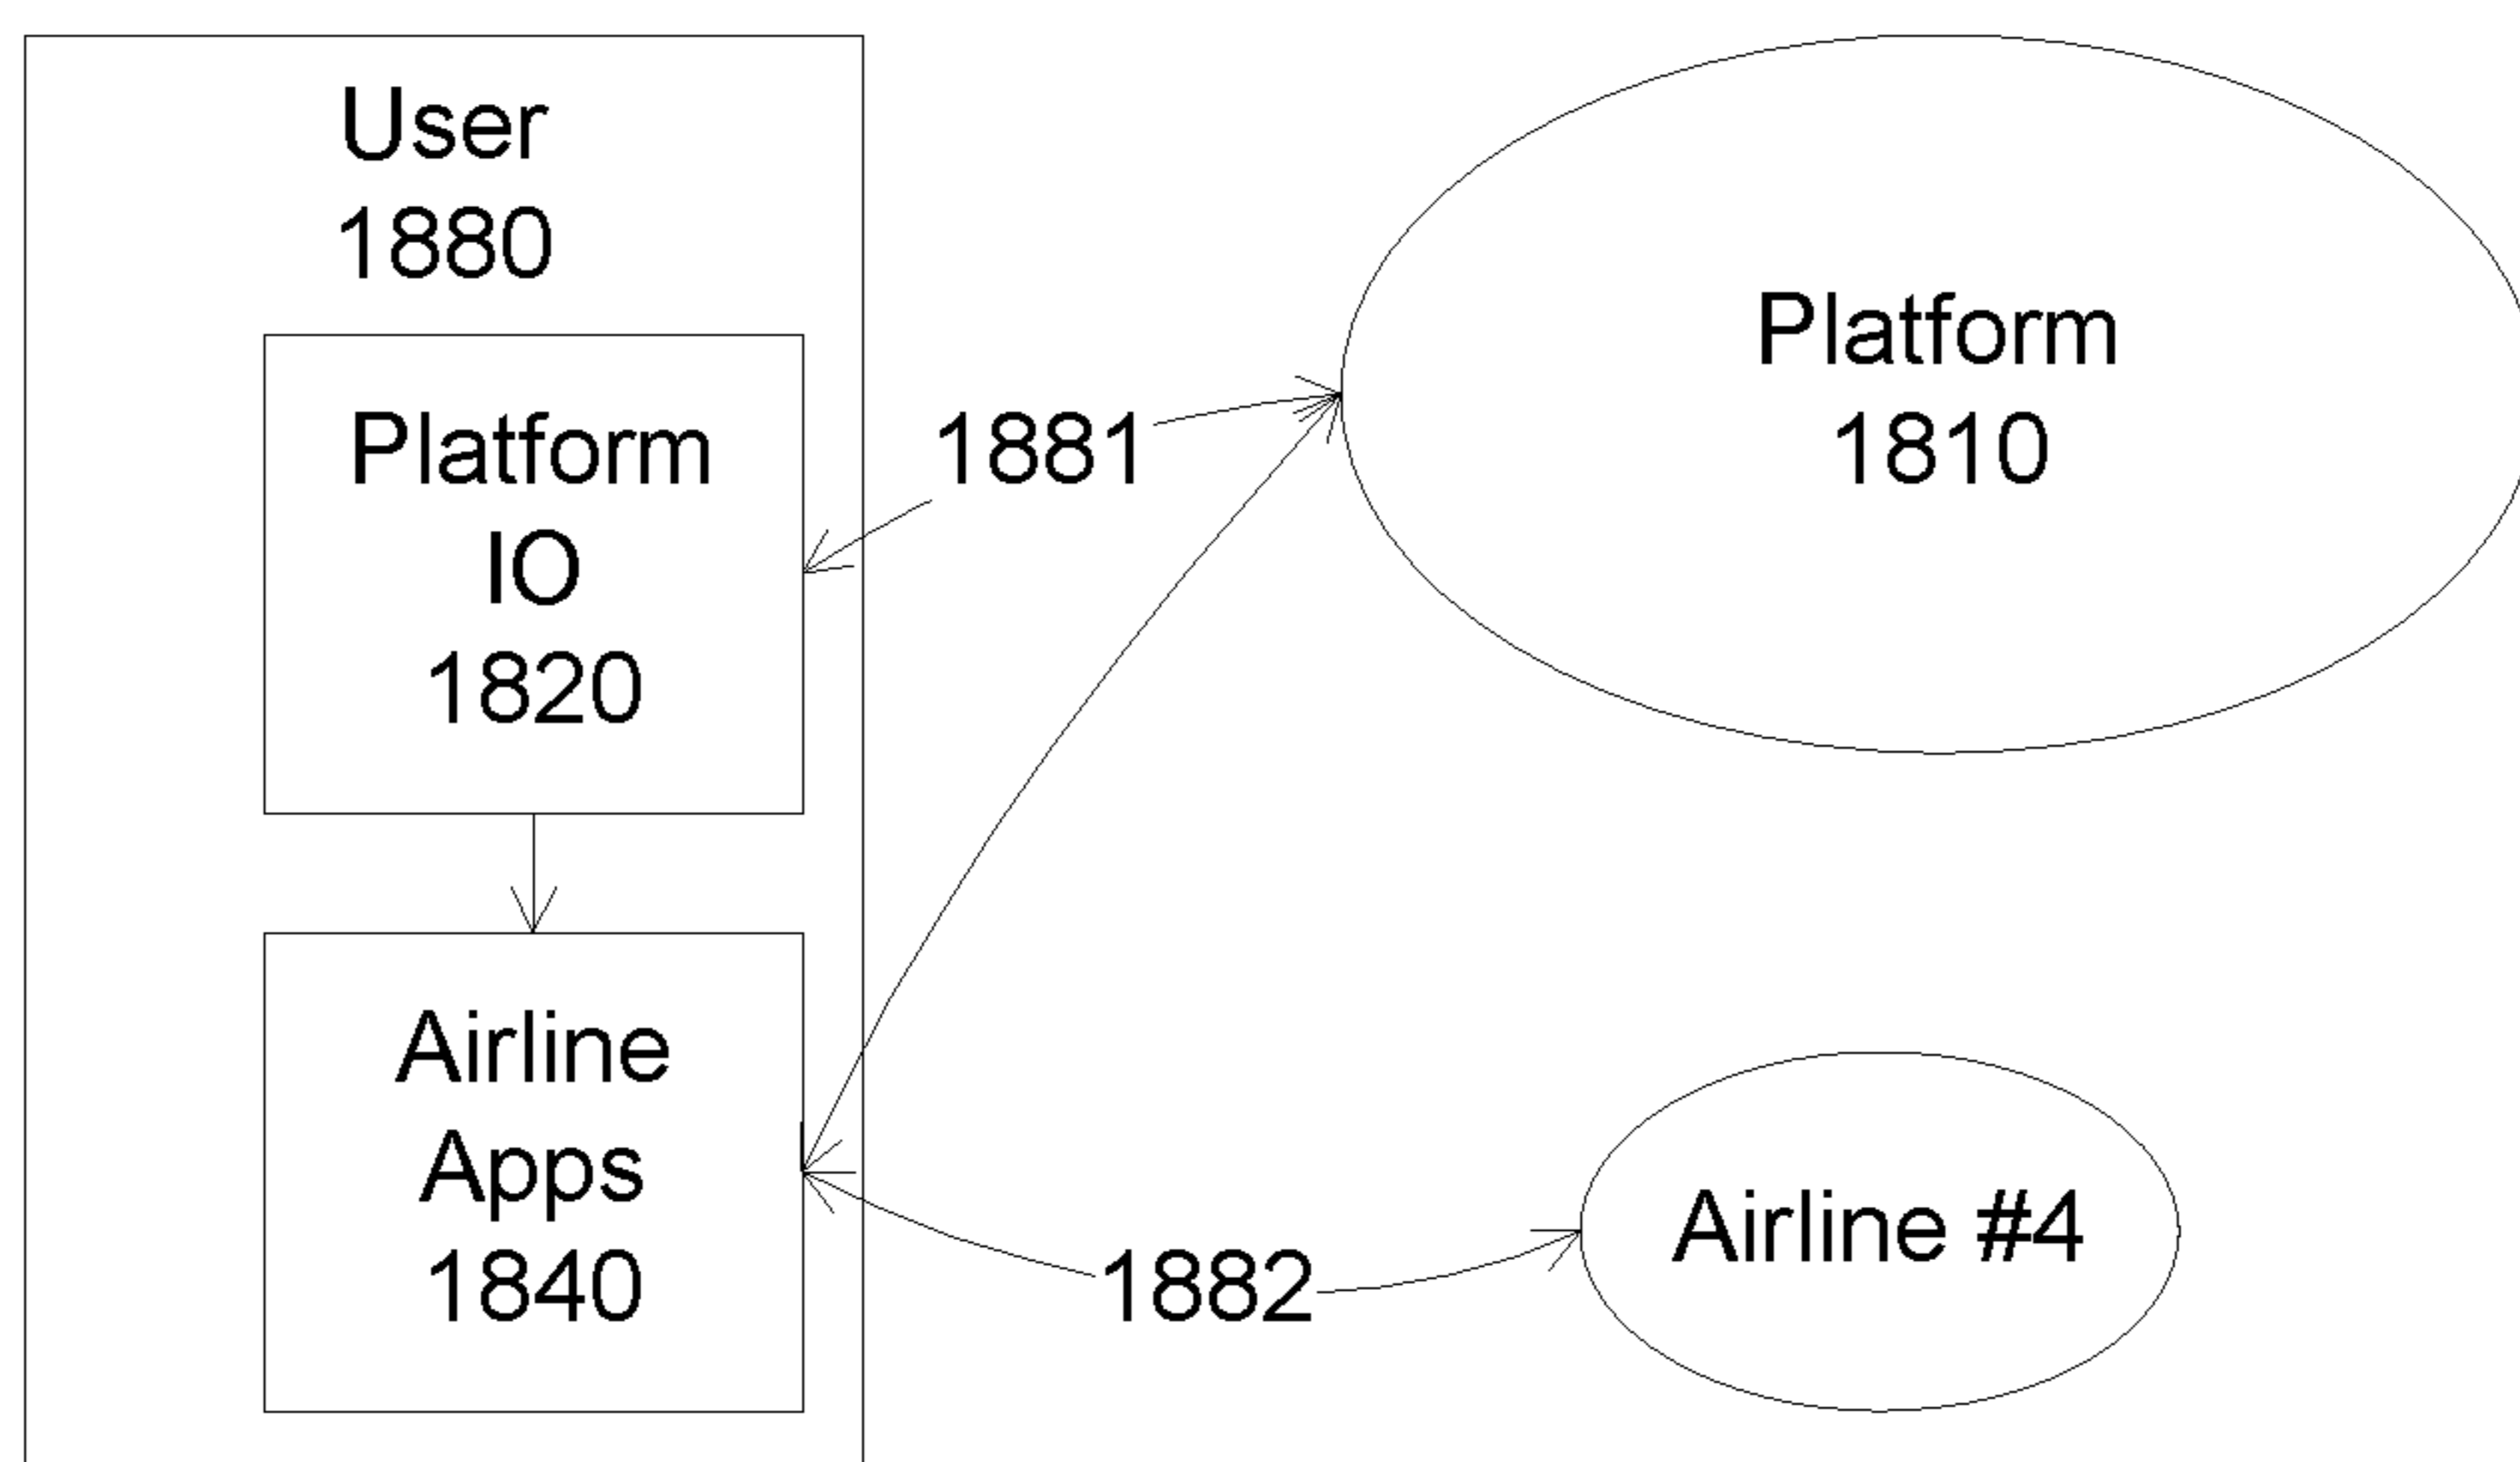 User
1880
Platform
IO
1820
Airline
Apps
1840
1881
1882
Platform
1810
Airline #4